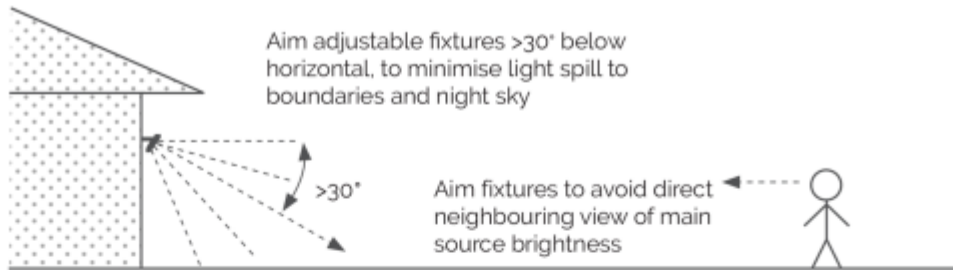 Aim adjustable fixtures >30° below
horizontal, to minimise light spill to
boundaries and night sky
>30°
Aim fixtures to avoid direct
neighbouring view of main
source brightness